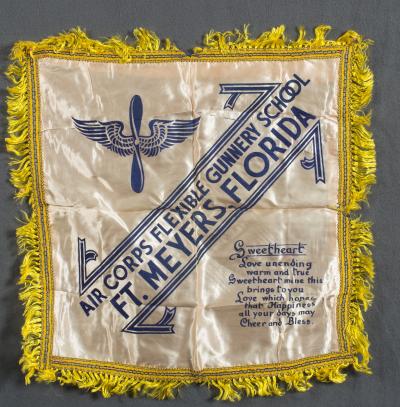 AIR CORPS FLEXIBLE GUNNERY SCHOOL
FT. MEYERS, FLORIDA
Sweetheart
Love unending
warm and true
Sweetheart mine this
brings to you
Love which hopes
that Happiness
all your days may
Cheer and Bless.